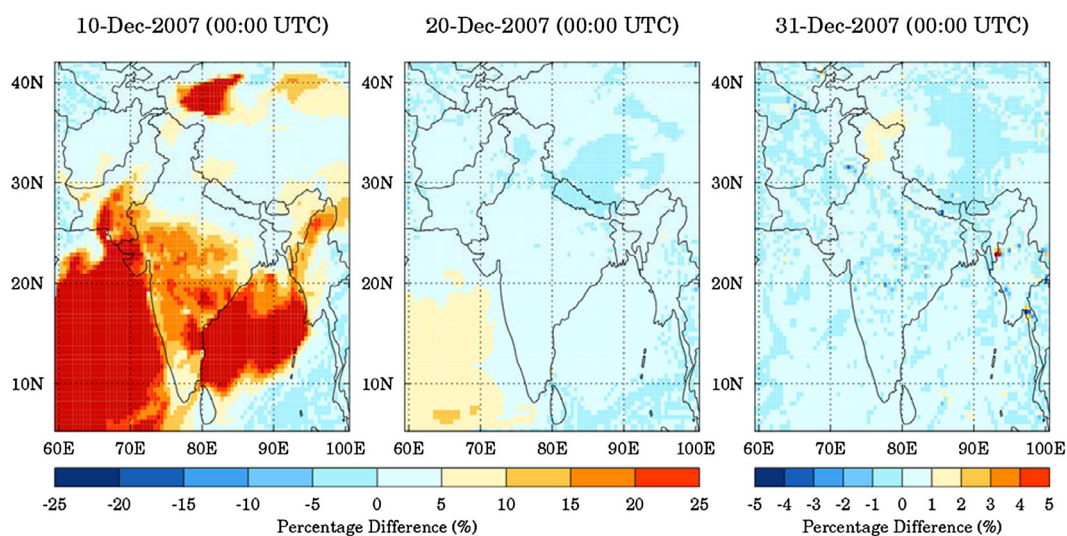 10-Dec-2007 (00:00 UTC) 20-Dec-2007 (00:00 UTC) 31-Dec-2007 (00:00 UTC)
40N 40N 40N
30N 30N 30N
20N 20N 20N
10N 10N 10N
60E 70E 80E 90E 100E 60E 70E 80E 90E 100E 60E 70E 80E 90E 100E
-25 -20 -15 -10 -5 0 5 10 15 20 25 -5 -4 -3 -2 -1 0 1 2 3 4 5
Percentage Difference (%) Percentage Difference (%)